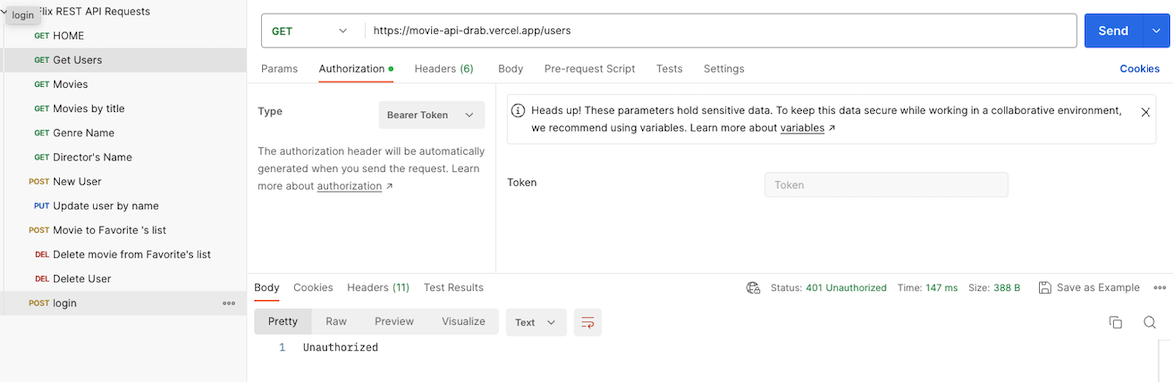 login
Flix REST API Requests
GET HOME
GET Get Users
GET Movies
GET Movies by title
GET Genre Name
GET Director's Name
POST New User
PUT Update user by name
POST Movie to Favorite 's list
DEL Delete movie from Favorite's list
DEL Delete User
POST login
GET https://movie-api-drab.vercel.app/users Send
Params Authorization Headers (6) Body Pre-request Script Tests Settings Cookies
Type Bearer Token
The authorization header will be automatically
generated when you send the request. Learn
more about authorization ↗
Heads up! These parameters hold sensitive data. To keep this data secure while working in a collaborative environment,
we recommend using variables. Learn more about variables ↗
Token Token
Body Cookies Headers (11) Test Results Status: 401 Unauthorized Time: 147 ms Size: 388 B Save as Example
Pretty Raw Preview Visualize Text
1 Unauthorized